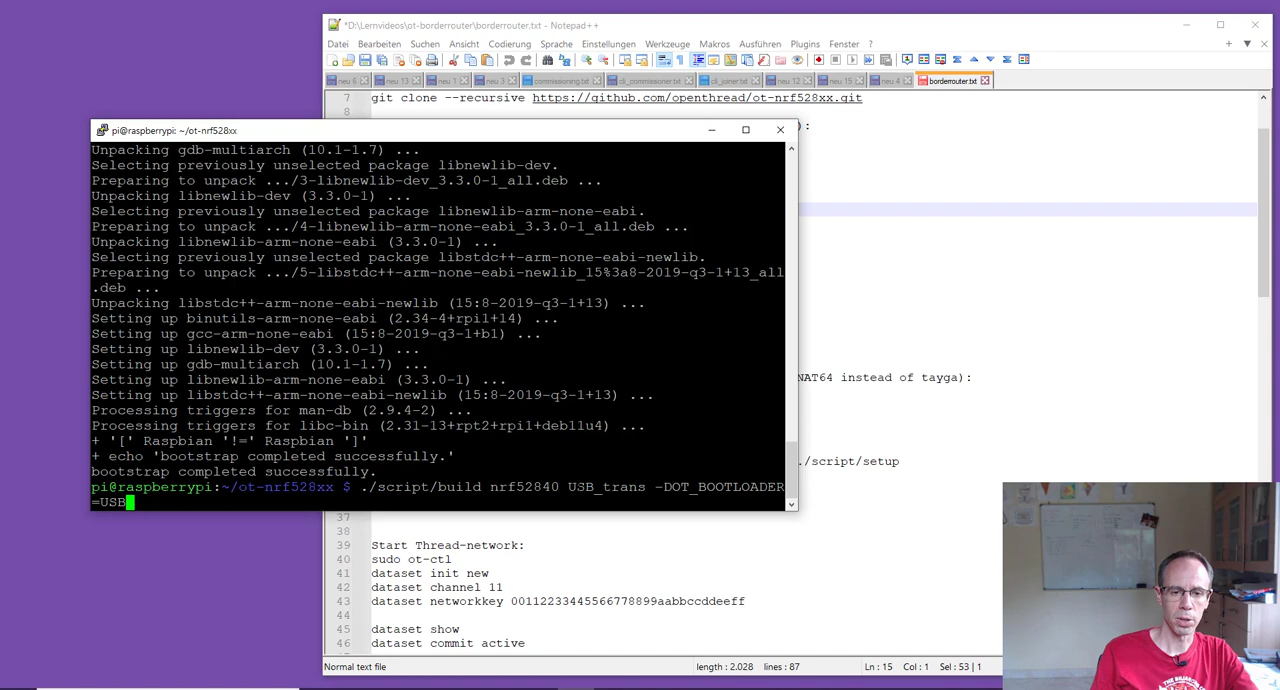 *D:\Lernvideos\ot-borderrouter\borderrouter.txt - Notepad++
Datei Bearbeiten Suchen Ansicht Codierung Sprache Einstellungen Werkzeuge Makros Ausführen Plugins Fenster ?
neu 6 neu 13 neu 1 neu 3 commissioning.txt cli_commissioner.txt cli_joiner.txt neu 12 neu 15 neu 4 borderrouter.txt
7 git clone --recursive https://github.com/openthread/ot-nrf528xx.git
8
):
pi@raspberrypi: ~/ot-nrf528xx
Unpacking gdb-multiarch (10.1-1.7) ...
Selecting previously unselected package libnewlib-dev.
Preparing to unpack .../3-libnewlib-dev_3.3.0-1_all.deb ...
Unpacking libnewlib-dev (3.3.0-1) ...
Selecting previously unselected package libnewlib-arm-none-eabi.
Preparing to unpack .../4-libnewlib-arm-none-eabi_3.3.0-1_all.deb ...
Unpacking libnewlib-arm-none-eabi (3.3.0-1) ...
Selecting previously unselected package libstdc++-arm-none-eabi-newlib.
Preparing to unpack .../5-libstdc++-arm-none-eabi-newlib_15%3a8-2019-q3-1+13_all
.deb ...
Unpacking libstdc++-arm-none-eabi-newlib (15:8-2019-q3-1+13) ...
Setting up binutils-arm-none-eabi (2.34-4+rpi1+14) ...
Setting up gcc-arm-none-eabi (15:8-2019-q3-1+b1) ...
Setting up libnewlib-dev (3.3.0-1) ...
Setting up gdb-multiarch (10.1-1.7) ...
Setting up libnewlib-arm-none-eabi (3.3.0-1) ...
Setting up libstdc++-arm-none-eabi-newlib (15:8-2019-q3-1+13) ...
Processing triggers for man-db (2.9.4-2) ...
Processing triggers for libc-bin (2.31-13+rpt2+rpi1+deb11u4) ...
+ '[' Raspbian '!=' Raspbian ']'
+ echo 'bootstrap completed successfully.'
bootstrap completed successfully.
pi@raspberrypi:~/ot-nrf528xx $ ./script/build nrf52840 USB_trans -DOT_BOOTLOADER
=USB
NAT64 instead of tayga):
./script/setup
37
38
39 Start Thread-network:
40 sudo ot-ctl
41 dataset init new
42 dataset channel 11
43 dataset networkkey 00112233445566778899aabbccddeeff
44
45 dataset show
46 dataset commit active
Normal text file length : 2.028 lines : 87 Ln : 15 Col : 1 Sel : 53 | 1